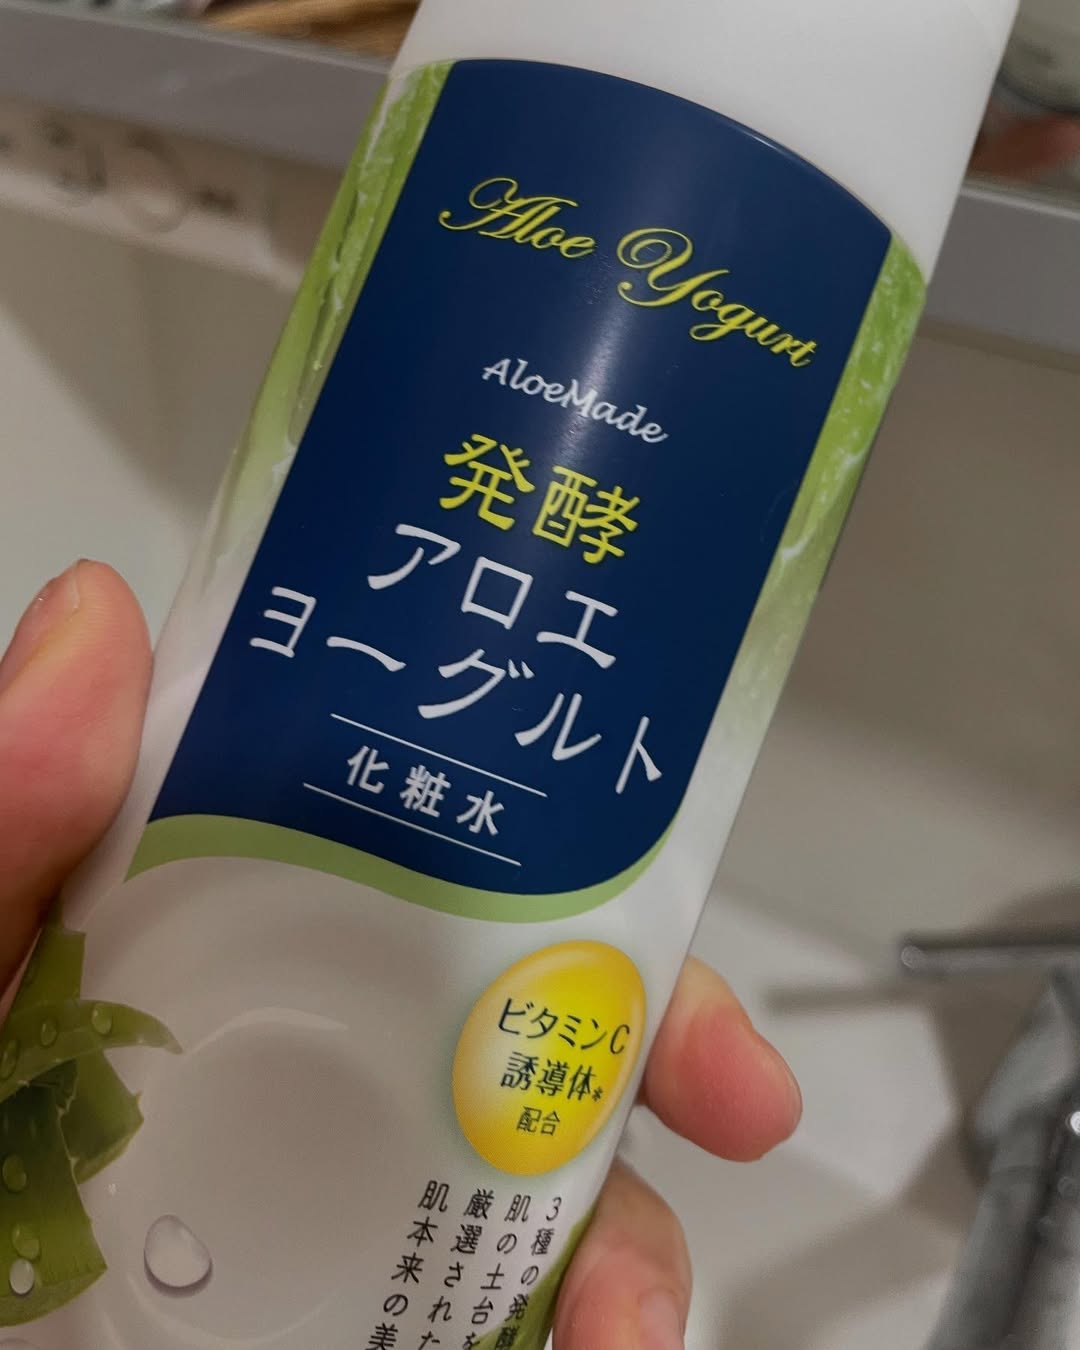 Aloe Yogurt
AloeMade
発酵
アロエ
ヨーグルト
化粧水
ビタミンC
誘導体*
配合
3種の発酵
肌の土台を
厳選された
肌本来の美